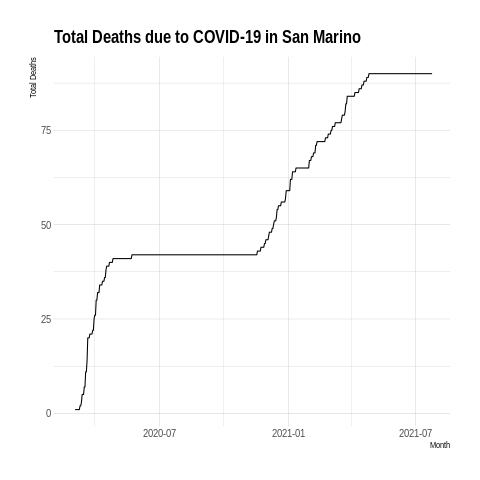 Total Deaths due to COVID-19 in San Marino
Total Deaths
75
50
25
0
2020-07 2021-01 2021-07
Month